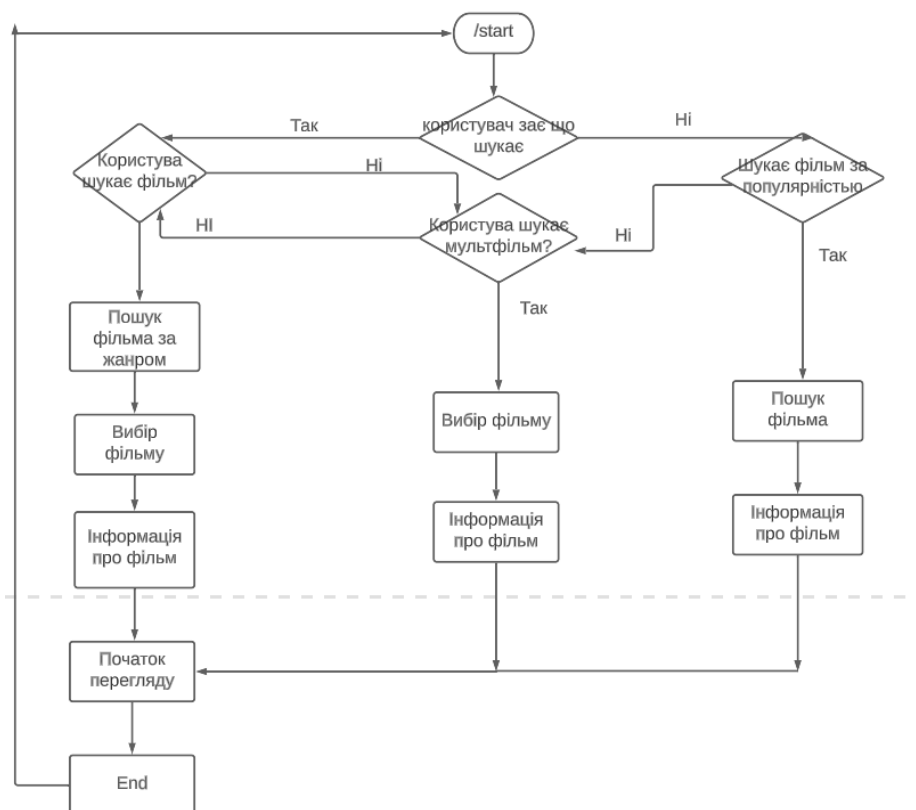 /start
користувач зає що
шукає
Так
Ні
Користува
шукає фільм?
Ні
Шукає фільм за
популярністю
НІ
Користува шукає
мультфільм?
Ні
Так
Так
Пошук
фільма за
жанром
Вибір
фільму
Вибір фільму
Пошук
фільма
Інформація
про фільм
Інформація
про фільм
Інформація
про фільм
Початок
перегляду
End